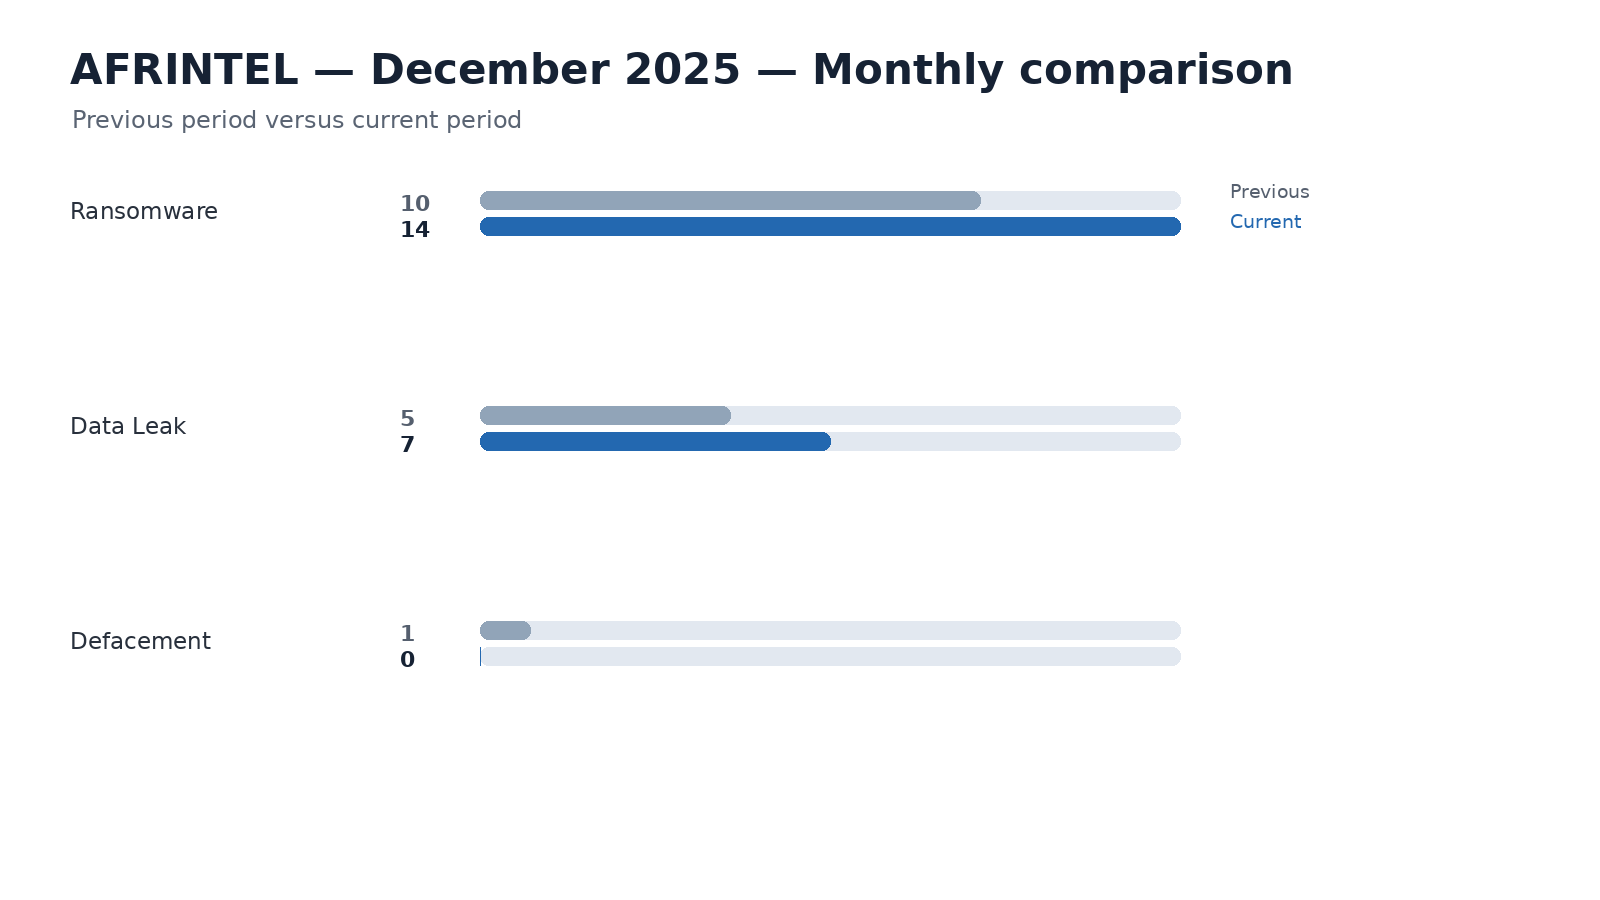 AFRINTEL — December 2025 — Monthly comparison
Previous period versus current period
Ransomware
10
14
Previous
Current
Data Leak
5
7
Defacement
1
0